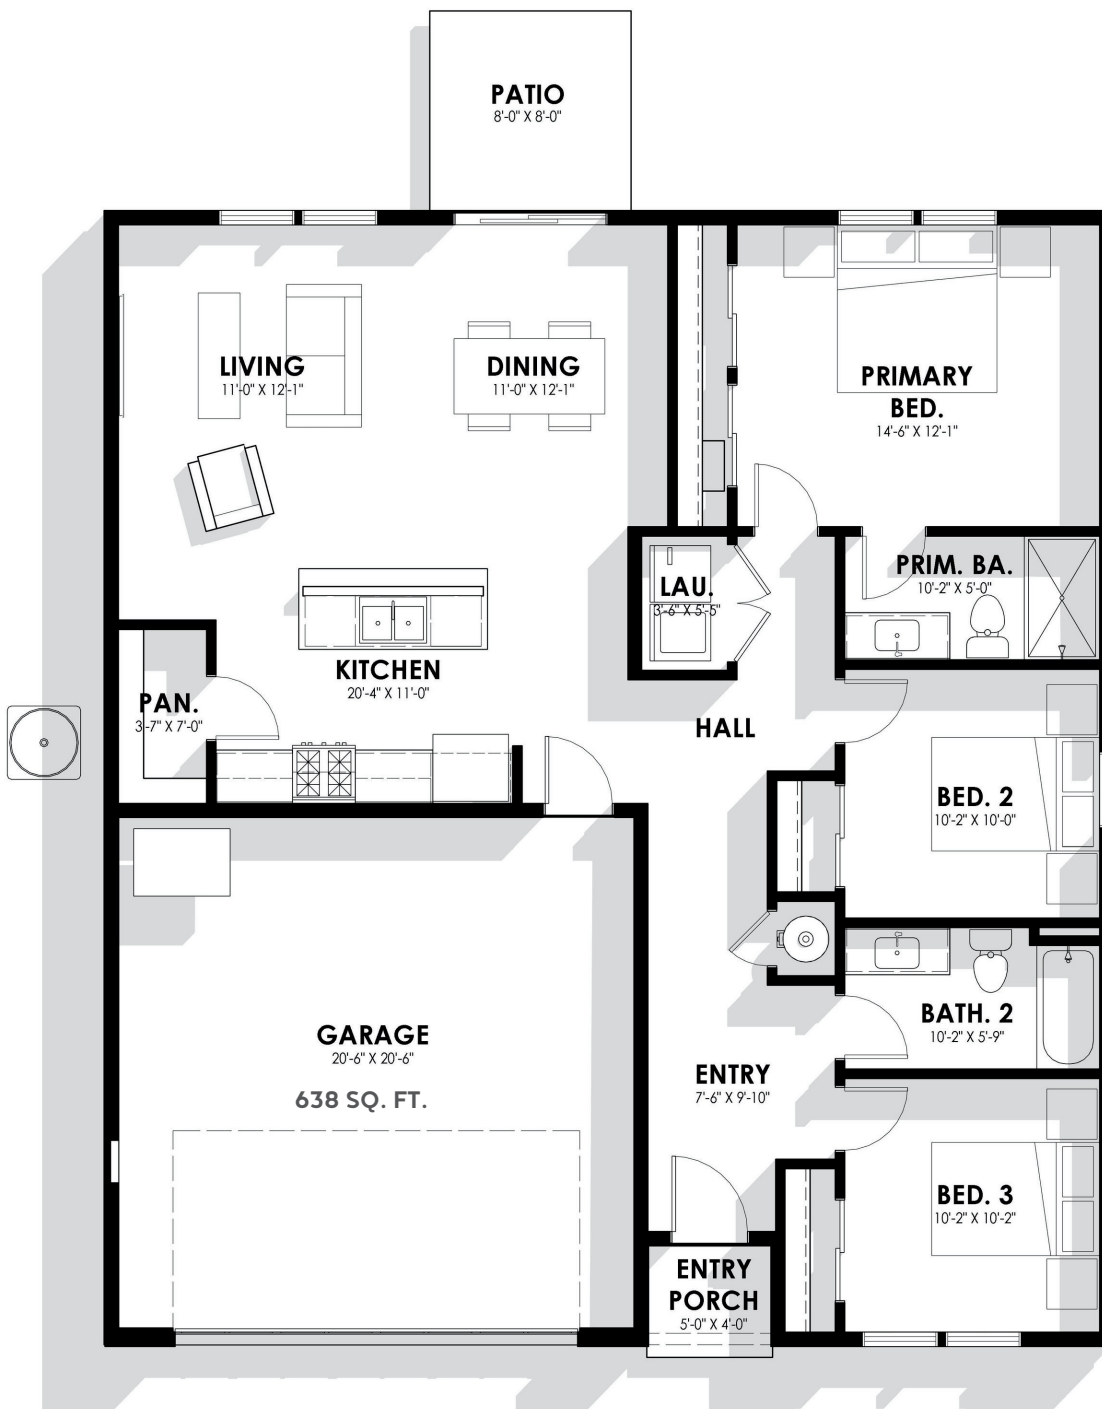 PATIO
8'-0" X 8'-0"
LIVING
11'-0" X 12'-1"
DINING
11'-0" X 12'-1"
PRIMARY
BED.
14'-6" X 12'-1"
LAU.
3'-6" X 5'-5"
PRIM. BA.
10'-2" X 5'-0"
KITCHEN
20'-4" X 11'-0"
PAN.
3'-7" X 7'-0"
HALL
BED. 2
10'-2" X 10'-0"
GARAGE
20'-6" X 20'-6"
638 SQ. FT.
BATH. 2
10'-2" X 5'-9"
ENTRY
7'-6" X 9'-10"
BED. 3
10'-2" X 10'-2"
ENTRY
PORCH
5'-0" X 4'-0"